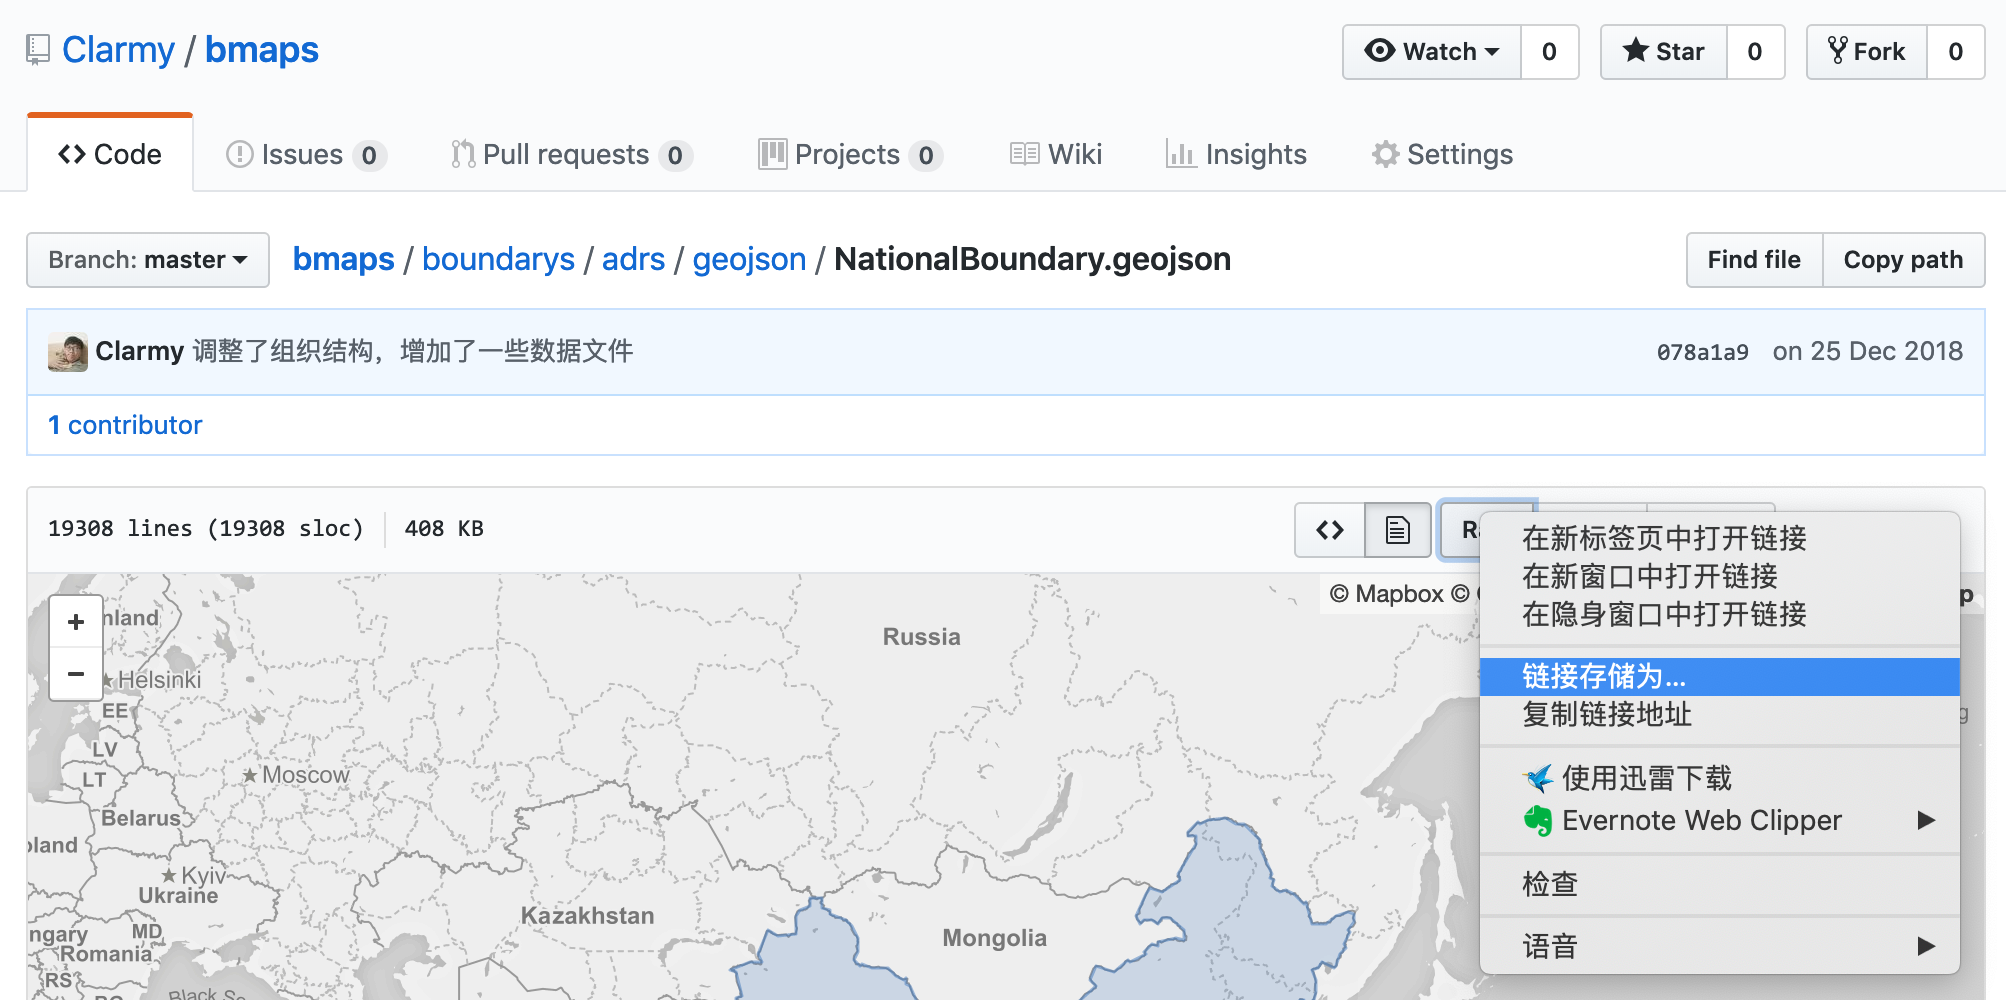 Clarmy / bmaps
Watch 0
Star 0
Fork 0
Code
Issues 0
Pull requests 0
Projects 0
Wiki
Insights
Settings
Branch: master
bmaps / boundarys / adrs / geojson / NationalBoundary.geojson
Find file
Copy path
Clarmy 调整了组织结构，增加了一些数据文件
078a1a9 on 25 Dec 2018
1 contributor
19308 lines (19308 sloc)
408 KB
在新标签页中打开链接
在新窗口中打开链接
在隐身窗口中打开链接
链接存储为...
复制链接地址
使用迅雷下载
Evernote Web Clipper
检查
语音
© Mapbox ©
+
−
Russia
Helsinki
EE
LV
LT
Moscow
Belarus
Kyiv
Ukraine
Kazakhstan
MD
Mongolia
Romania
RS